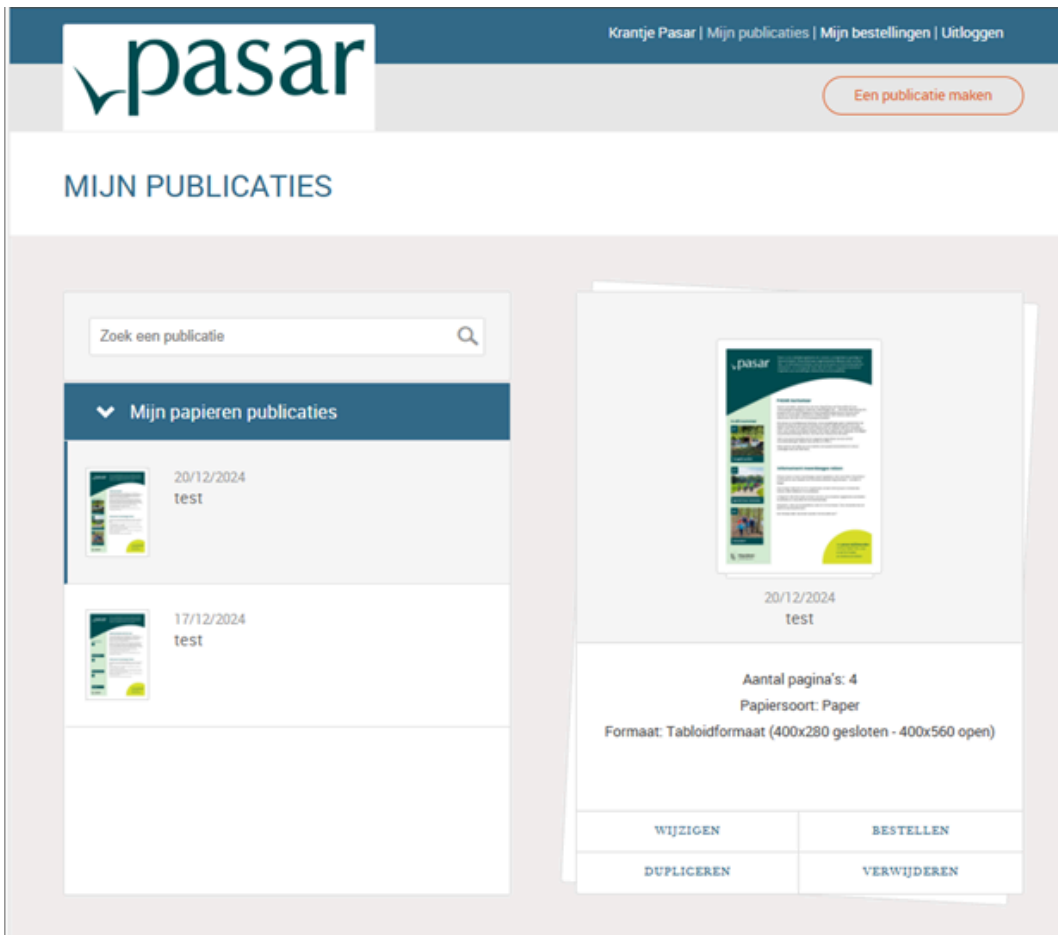 pasar
Krantje Pasar | Mijn publicaties | Mijn bestellingen | Uitloggen
Een publicatie maken
MIJN PUBLICATIES
Zoek een publicatie
Mijn papieren publicaties
20/12/2024
test
17/12/2024
test
pasar
20/12/2024
test
Aantal pagina's: 4
Papiersoort: Paper
Formaat: Tabloidformaat (400x280 gesloten - 400x560 open)
WIJZIGEN
BESTELLEN
DUPLICEREN
VERWIJDEREN